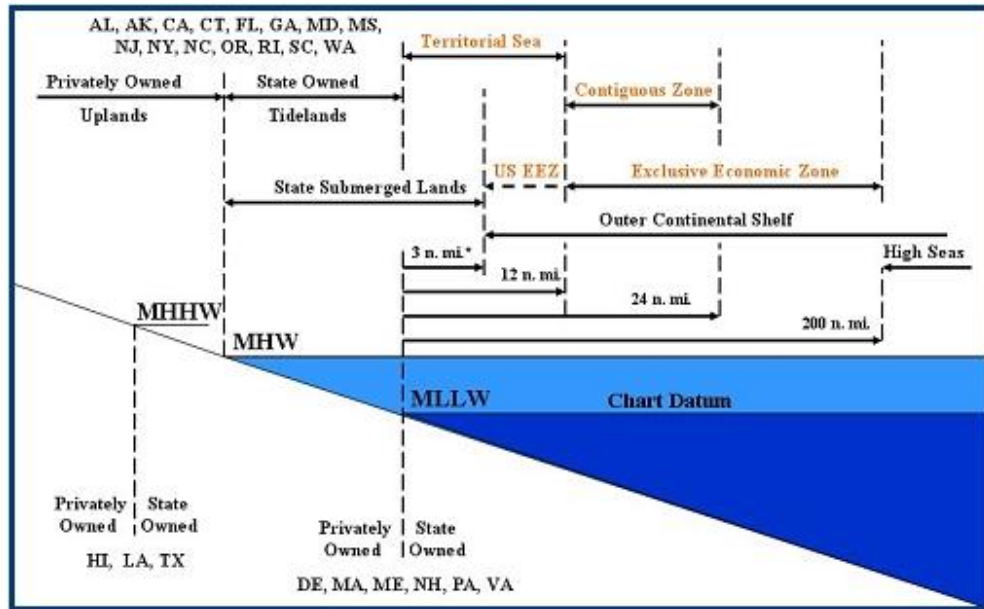 AL, AK, CA, CT, FL, GA, MD, MS,
NJ, NY, NC, OR, RI, SC, WA
Territorial Sea
Privately Owned
State Owned
Contiguous Zone
Uplands
Tidelands
US EEZ
Exclusive Economic Zone
State Submerged Lands
Outer Continental Shelf
3 n. mi.*
High Seas
12 n. mi.
24 n. mi.
200 n. mi.
MHHW
MHW
MLLW
Chart Datum
Privately
Owned
State
Owned
HI, LA, TX
Privately
Owned
State
Owned
DE, MA, ME, NH, PA, VA